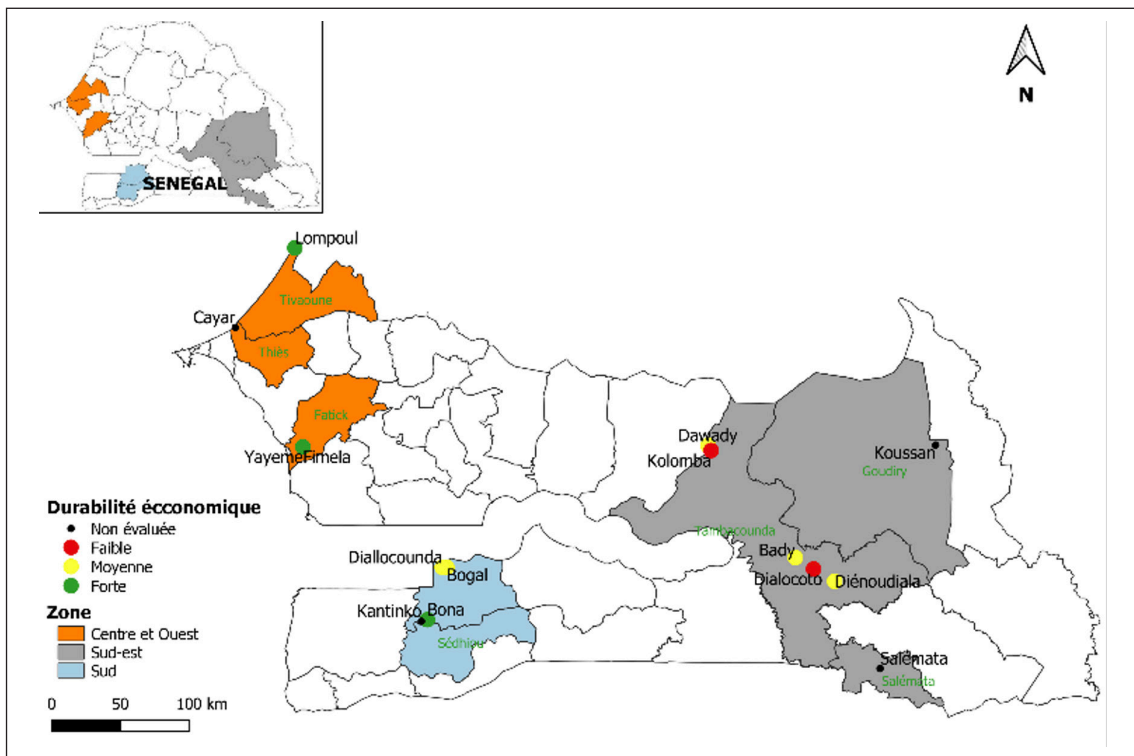 SENEGAL
N
Lompoul
Tivaoune
Cayar
Thiès
Fatick
YayemeFimela
Dawady
Kolomba
Koussan
Goudiry
Tambacounda
Bady
Dialocoto
Diénoudiala
Diallocounda
Bogal
Kantinko
Bona
Sédhiou
Salémata
Salémata
Durabilité écconomique
Non évaluée
Faible
Moyenne
Forte
Zone
Centre et Ouest
Sud-est
Sud
0 50 100 km